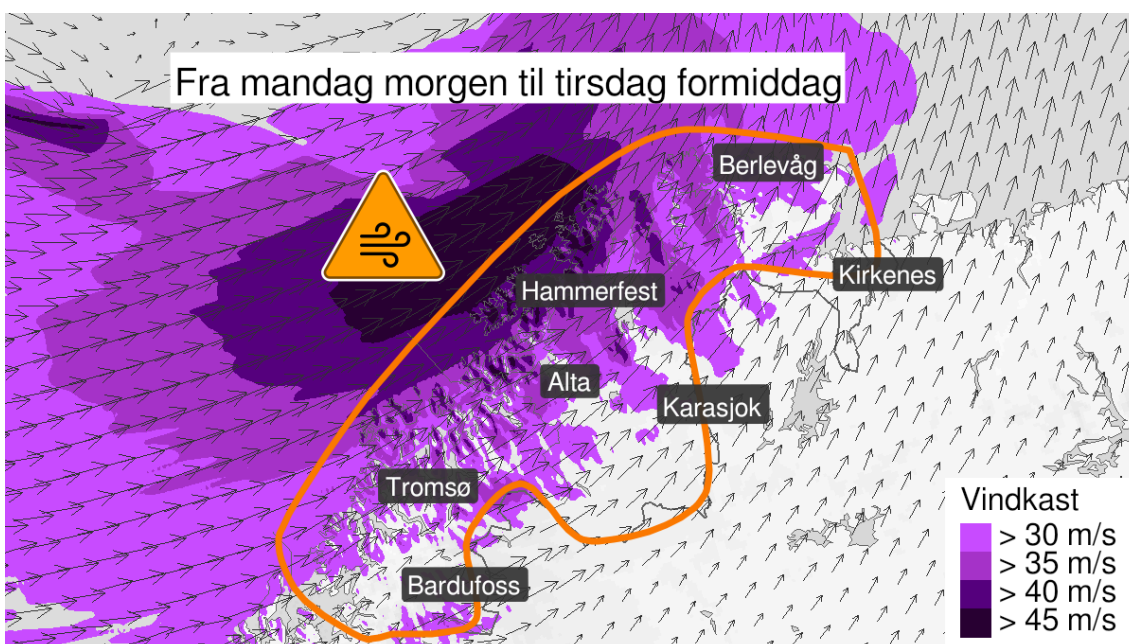 Fra mandag morgen til tirsdag formiddag
Berlevåg
Kirkenes
Hammerfest
Alta
Karasjok
Tromsø
Bardufoss
Vindkast
> 30 m/s
> 35 m/s
> 40 m/s
> 45 m/s